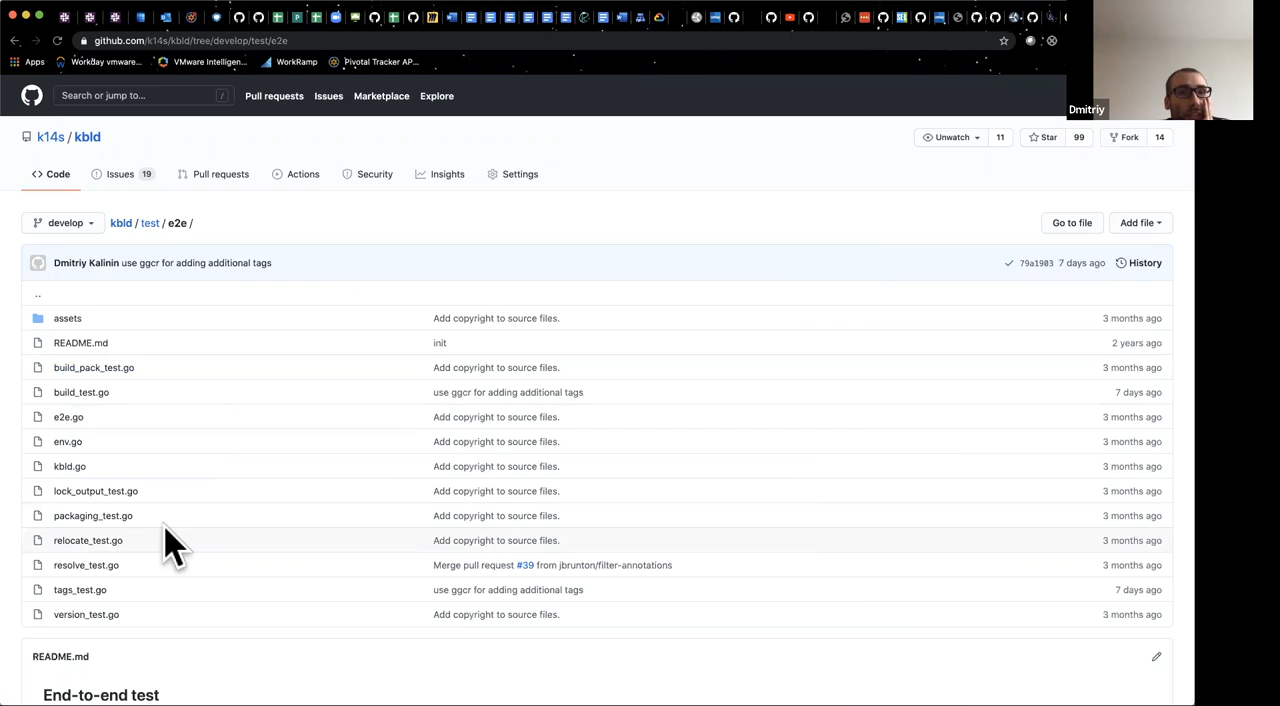 github.com/k14s/kbld/tree/develop/test/e2e
Apps Workday vmware... VMware Intelligen... WorkRamp Pivotal Tracker AP...
Dmitriy
Search or jump to... / Pull requests Issues Marketplace Explore
k14s / kbld Unwatch 11 Star 99 Fork 14
Code Issues 19 Pull requests Actions Security Insights Settings
develop kbld / test / e2e / Go to file Add file
Dmitriy Kalinin use ggcr for adding additional tags 79a1903 7 days ago History
..
assets Add copyright to source files. 3 months ago
README.md init 2 years ago
build_pack_test.go Add copyright to source files. 3 months ago
build_test.go use ggcr for adding additional tags 7 days ago
e2e.go Add copyright to source files. 3 months ago
env.go Add copyright to source files. 3 months ago
kbld.go Add copyright to source files. 3 months ago
lock_output_test.go Add copyright to source files. 3 months ago
packaging_test.go Add copyright to source files. 3 months ago
relocate_test.go Add copyright to source files. 3 months ago
resolve_test.go Merge pull request #39 from jbrunton/filter-annotations 3 months ago
tags_test.go use ggcr for adding additional tags 7 days ago
version_test.go Add copyright to source files. 3 months ago
README.md
End-to-end test